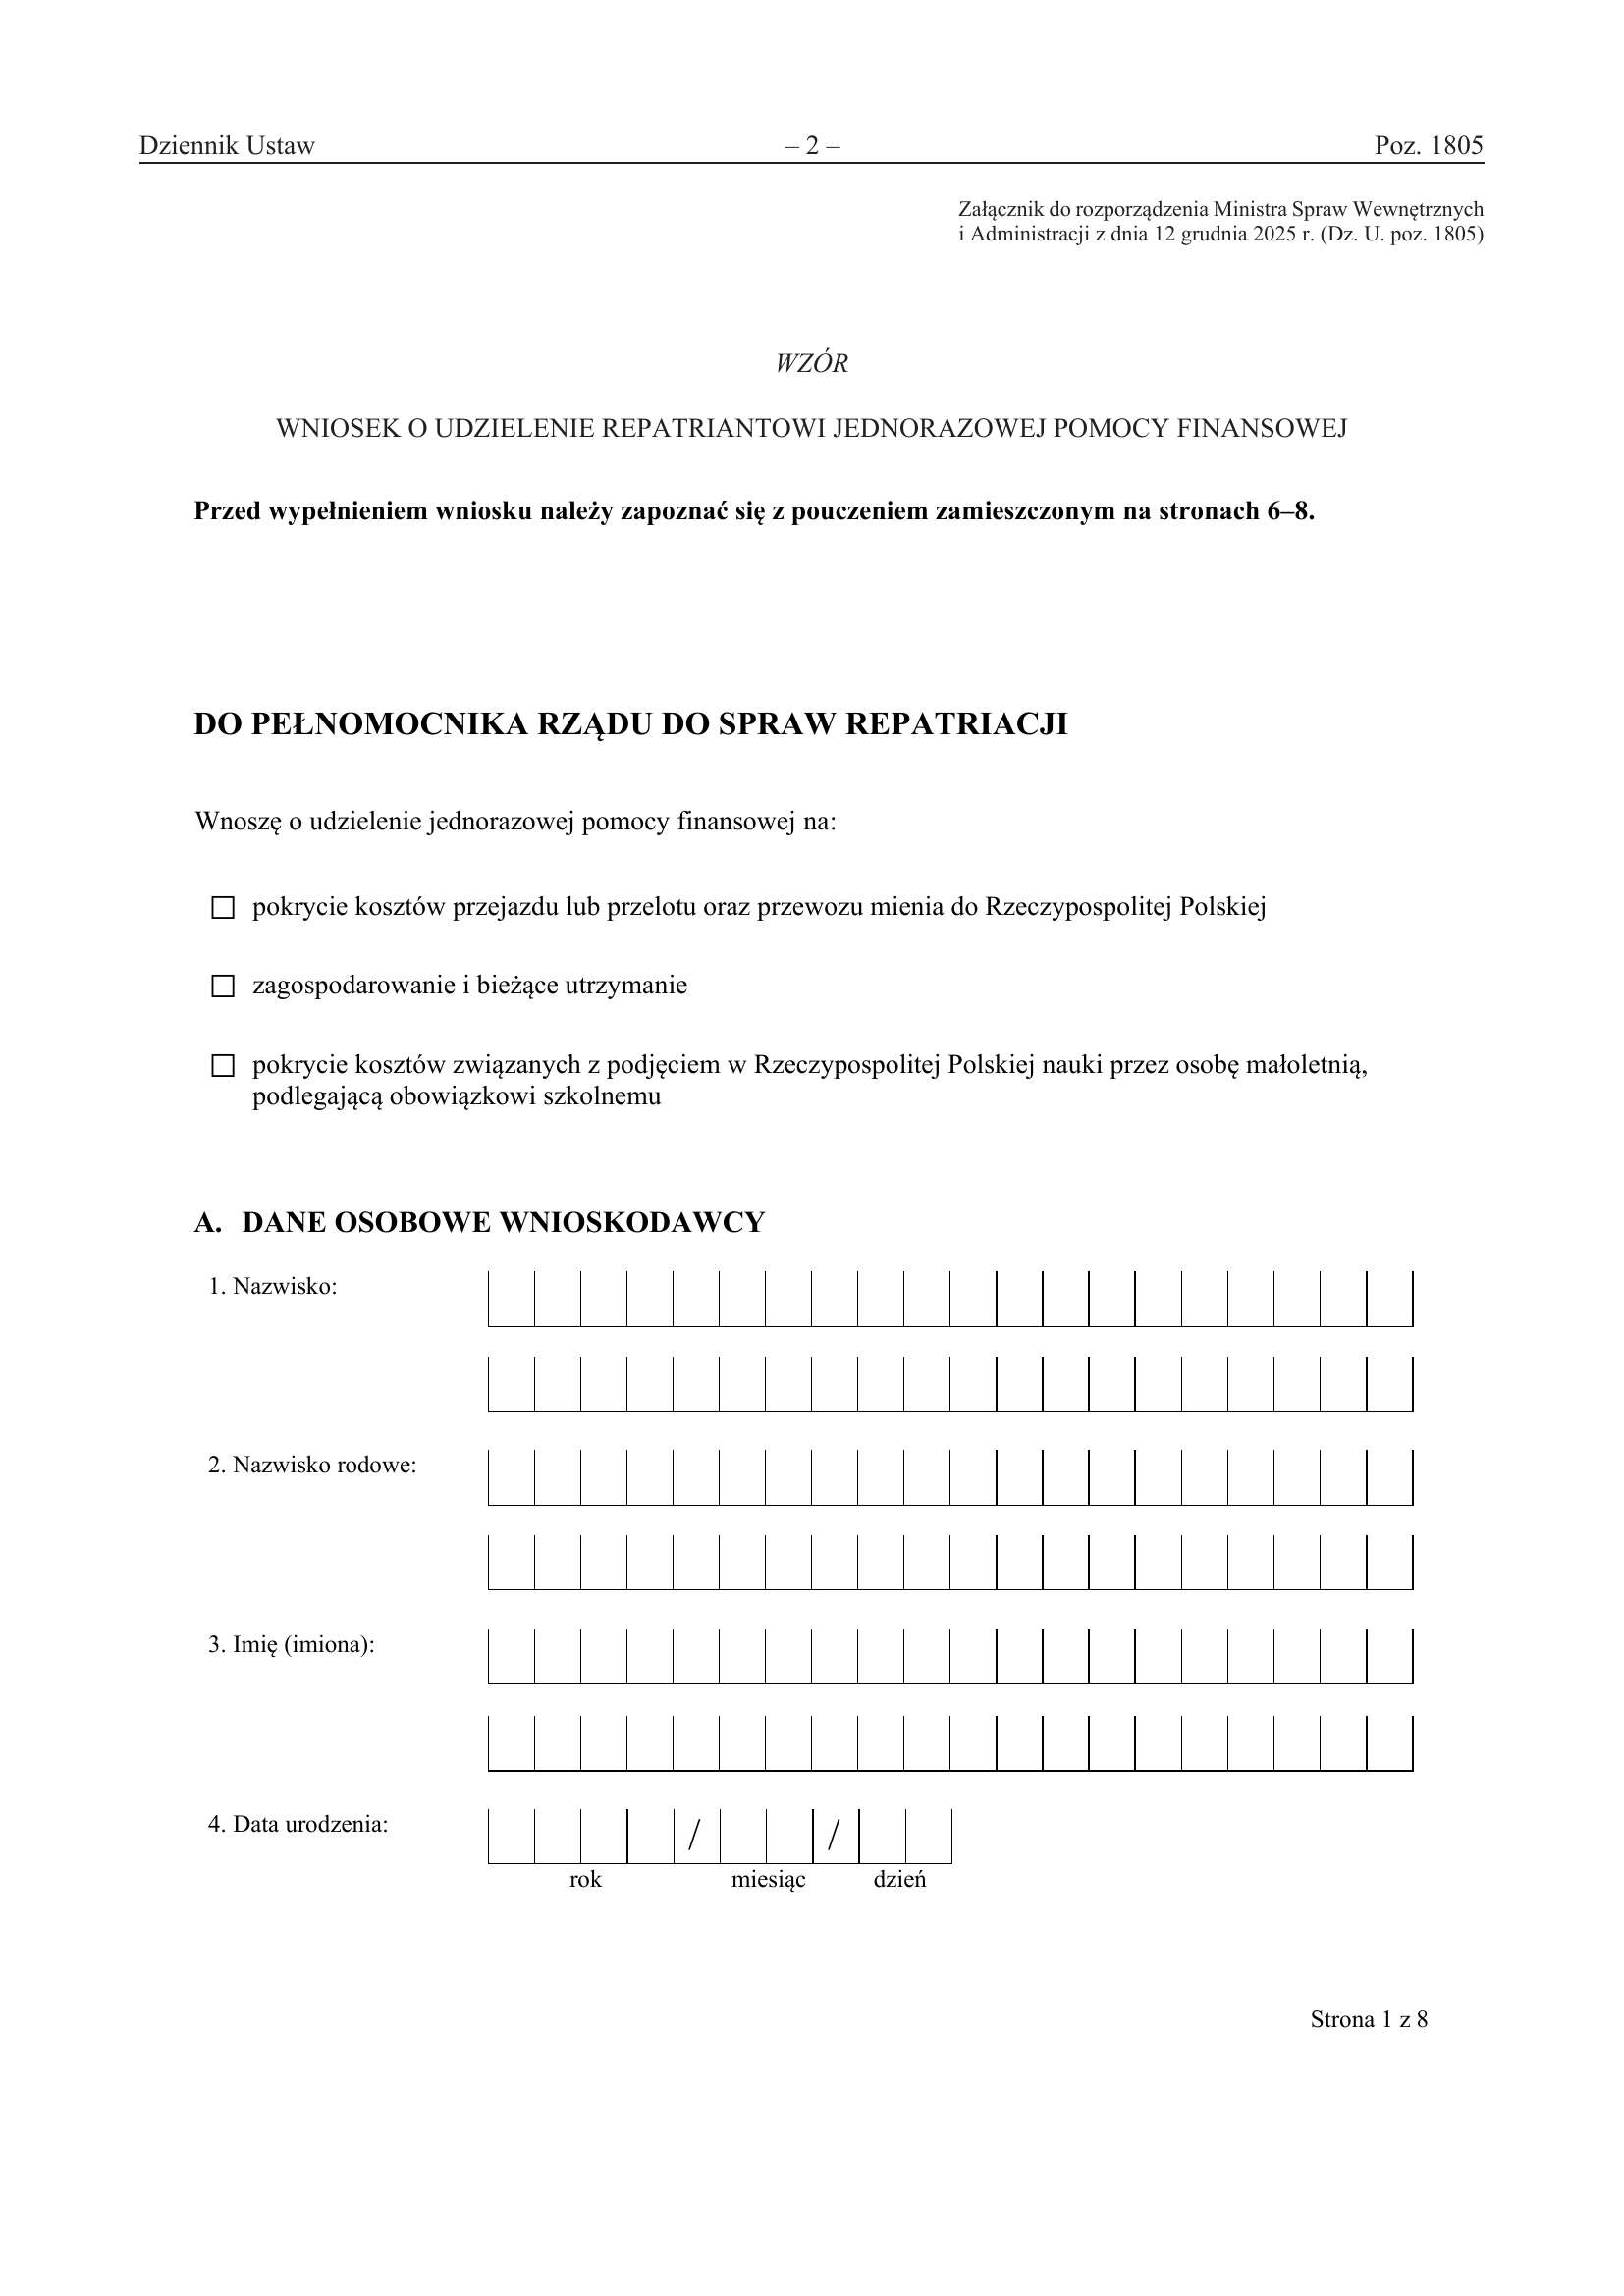 Dziennik Ustaw – 2 – Poz. 1805
Załącznik do rozporządzenia Ministra Spraw Wewnętrznych
i Administracji z dnia 12 grudnia 2025 r. (Dz. U. poz. 1805)
WZÓR
WNIOSEK O UDZIELENIE REPATRIANTOWI JEDNORAZOWEJ POMOCY FINANSOWEJ
Przed wypełnieniem wniosku należy zapoznać się z pouczeniem zamieszczonym na stronach 6–8.
DO PEŁNOMOCNIKA RZĄDU DO SPRAW REPATRIACJI
Wnoszę o udzielenie jednorazowej pomocy finansowej na:
pokrycie kosztów przejazdu lub przelotu oraz przewozu mienia do Rzeczypospolitej Polskiej
zagospodarowanie i bieżące utrzymanie
pokrycie kosztów związanych z podjęciem w Rzeczypospolitej Polskiej nauki przez osobę małoletnią,
podlegającą obowiązkowi szkolnemu
A. DANE OSOBOWE WNIOSKODAWCY
1. Nazwisko:
2. Nazwisko rodowe:
3. Imię (imiona):
4. Data urodzenia: / /
rok miesiąc dzień
Strona 1 z 8